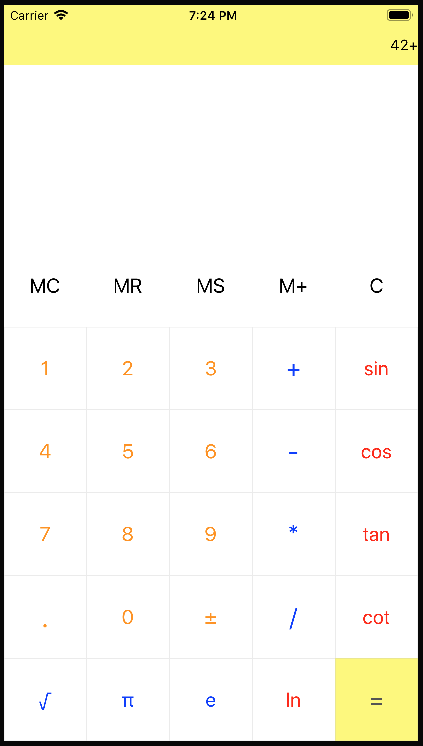 Carrier 7:24 PM
42+
MC MR MS M+ C
1 2 3 + sin
4 5 6 - cos
7 8 9 * tan
. 0 ± / cot
√ π e ln =